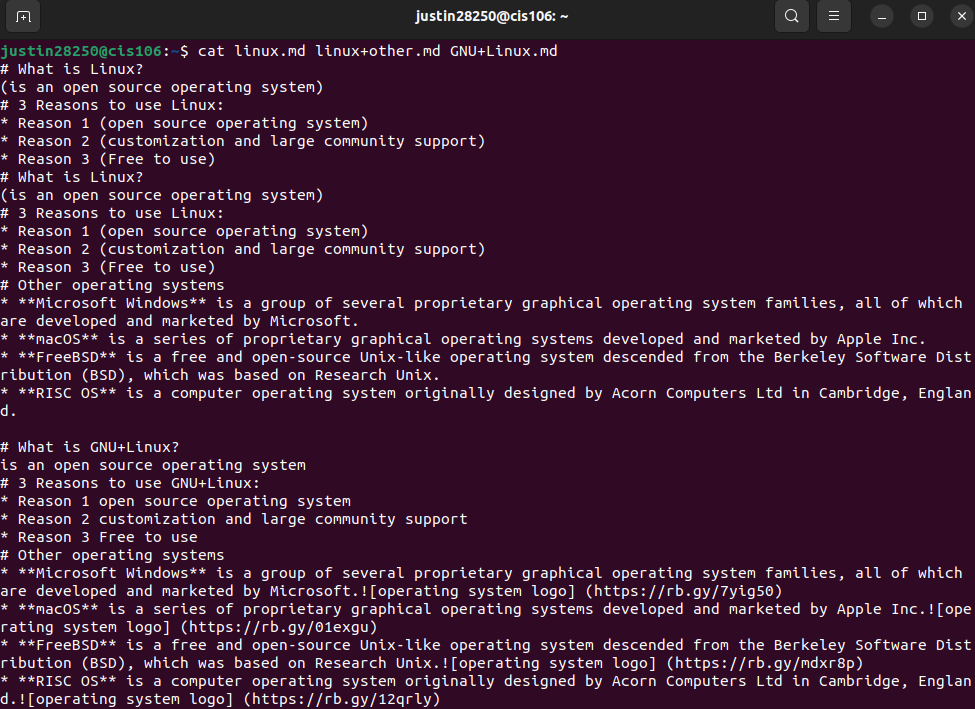 justin28250@cis106: ~
justin28250@cis106:~$ cat linux.md linux+other.md GNU+Linux.md
# What is Linux?
(is an open source operating system)
# 3 Reasons to use Linux:
* Reason 1 (open source operating system)
* Reason 2 (customization and large community support)
* Reason 3 (Free to use)
# What is Linux?
(is an open source operating system)
# 3 Reasons to use Linux:
* Reason 1 (open source operating system)
* Reason 2 (customization and large community support)
* Reason 3 (Free to use)
# Other operating systems
* **Microsoft Windows** is a group of several proprietary graphical operating system families, all of which
are developed and marketed by Microsoft.
* **macOS** is a series of proprietary graphical operating systems developed and marketed by Apple Inc.
* **FreeBSD** is a free and open-source Unix-like operating system descended from the Berkeley Software Dist
ribution (BSD), which was based on Research Unix.
* **RISC OS** is a computer operating system originally designed by Acorn Computers Ltd in Cambridge, Englan
d.

# What is GNU+Linux?
is an open source operating system
# 3 Reasons to use GNU+Linux:
* Reason 1 open source operating system
* Reason 2 customization and large community support
* Reason 3 Free to use
# Other operating systems
* **Microsoft Windows** is a group of several proprietary graphical operating system families, all of which
are developed and marketed by Microsoft.![operating system logo] (https://rb.gy/7yig50)
* **macOS** is a series of proprietary graphical operating systems developed and marketed by Apple Inc.![ope
rating system logo] (https://rb.gy/01exgu)
* **FreeBSD** is a free and open-source Unix-like operating system descended from the Berkeley Software Dist
ribution (BSD), which was based on Research Unix.![operating system logo] (https://rb.gy/mdxr8p)
* **RISC OS** is a computer operating system originally designed by Acorn Computers Ltd in Cambridge, Englan
d.![operating system logo] (https://rb.gy/12qrly)